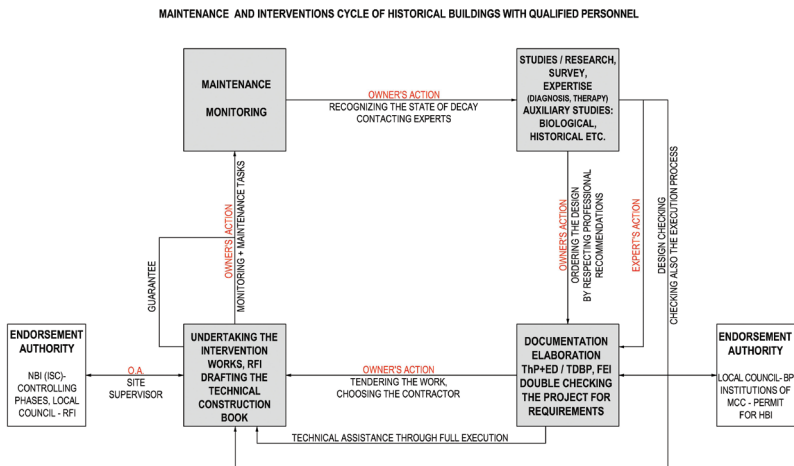 MAINTENANCE AND INTERVENTIONS CYCLE OF HISTORICAL BUILDINGS WITH QUALIFIED PERSONNEL
MAINTENANCE
MONITORING
OWNER'S ACTION
RECOGNIZING THE STATE OF DECAY
CONTACTING EXPERTS
STUDIES / RESEARCH,
SURVEY,
EXPERTISE
(DIAGNOSIS, THERAPY)
AUXILIARY STUDIES:
BIOLOGICAL,
HISTORICAL ETC.
GUARANTEE
OWNER'S ACTION
MONITORING + MAINTENANCE TASKS
OWNER'S ACTION
ORDERING THE DESIGN
BY RESPECTING PROFESSIONAL
RECOMMENDATIONS
EXPERT'S ACTION
DESIGN CHECKING
CHECKING ALSO THE EXECUTION PROCESS
ENDORSEMENT
AUTHORITY
NBI (ISC)-
CONTROLLING
PHASES, LOCAL
COUNCIL - RFI
O.A.
SITE
SUPERVISOR
UNDERTAKING THE
INTERVENTION
WORKS, RFI
DRAFTING THE
TECHNICAL
CONSTRUCTION
BOOK
OWNER'S ACTION
TENDERING THE WORK,
CHOOSING THE CONTRACTOR
DOCUMENTATION
ELABORATION
ThP+ED / TDBP, FEI
DOUBLE CHECKING
THE PROJECT FOR
REQUIREMENTS
ENDORSEMENT
AUTHORITY
LOCAL COUNCIL-BP
INSTITUTIONS OF
MCC - PERMIT
FOR HBI
TECHNICAL ASSISTANCE THROUGH FULL EXECUTION